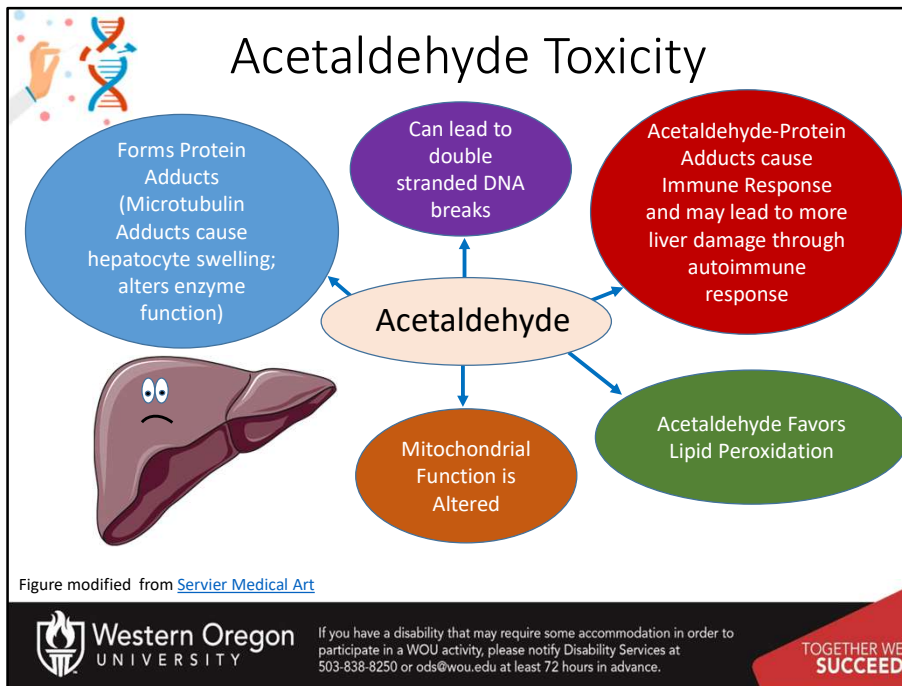 Acetaldehyde Toxicity
Forms Protein
Adducts
(Microtubulin
Adducts cause
hepatocyte swelling;
alters enzyme
function)
Can lead to
double
stranded DNA
breaks
Acetaldehyde-Protein
Adducts cause
Immune Response
and may lead to more
liver damage through
autoimmune
response
Acetaldehyde
Mitochondrial
Function is
Altered
Acetaldehyde Favors
Lipid Peroxidation
Figure modified from Servier Medical Art
Western Oregon
UNIVERSITY
If you have a disability that may require some accommodation in order to
participate in a WOU activity, please notify Disability Services at
503-838-8250 or ods@wou.edu at least 72 hours in advance.
TOGETHER WE
SUCCEED